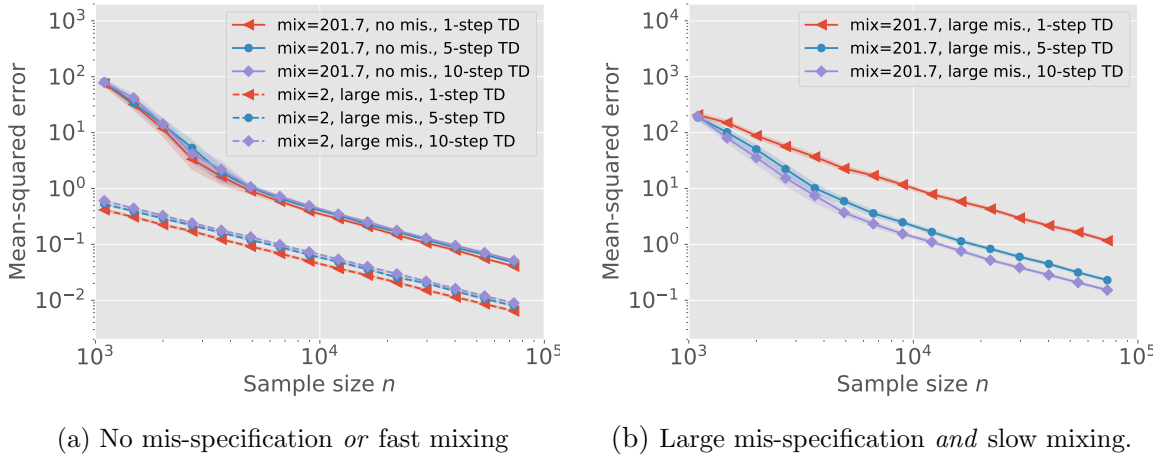 10^3
10^2
10^1
10^0
10^−1
10^−2
Mean-squared error
mix=201.7, no mis., 1-step TD
mix=201.7, no mis., 5-step TD
mix=201.7, no mis., 10-step TD
mix=2, large mis., 1-step TD
mix=2, large mis., 5-step TD
mix=2, large mis., 10-step TD
10^3
10^4
10^5
Sample size n
(a) No mis-specification or fast mixing
10^4
10^3
10^2
10^1
10^0
10^−1
Mean-squared error
mix=201.7, large mis., 1-step TD
mix=201.7, large mis., 5-step TD
mix=201.7, large mis., 10-step TD
10^3
10^4
10^5
Sample size n
(b) Large mis-specification and slow mixing.